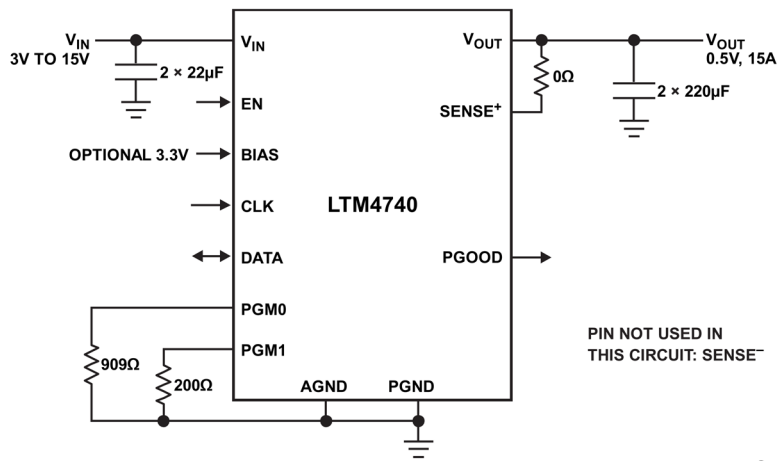 VIN
3V TO 15V
2 × 22µF
VIN
EN
OPTIONAL 3.3V
BIAS
CLK
DATA
PGM0
PGM1
909Ω
200Ω
LTM4740
AGND
PGND
VOUT
SENSE+
PGOOD
0Ω
2 × 220µF
VOUT
0.5V, 15A
PIN NOT USED IN
THIS CIRCUIT: SENSE–